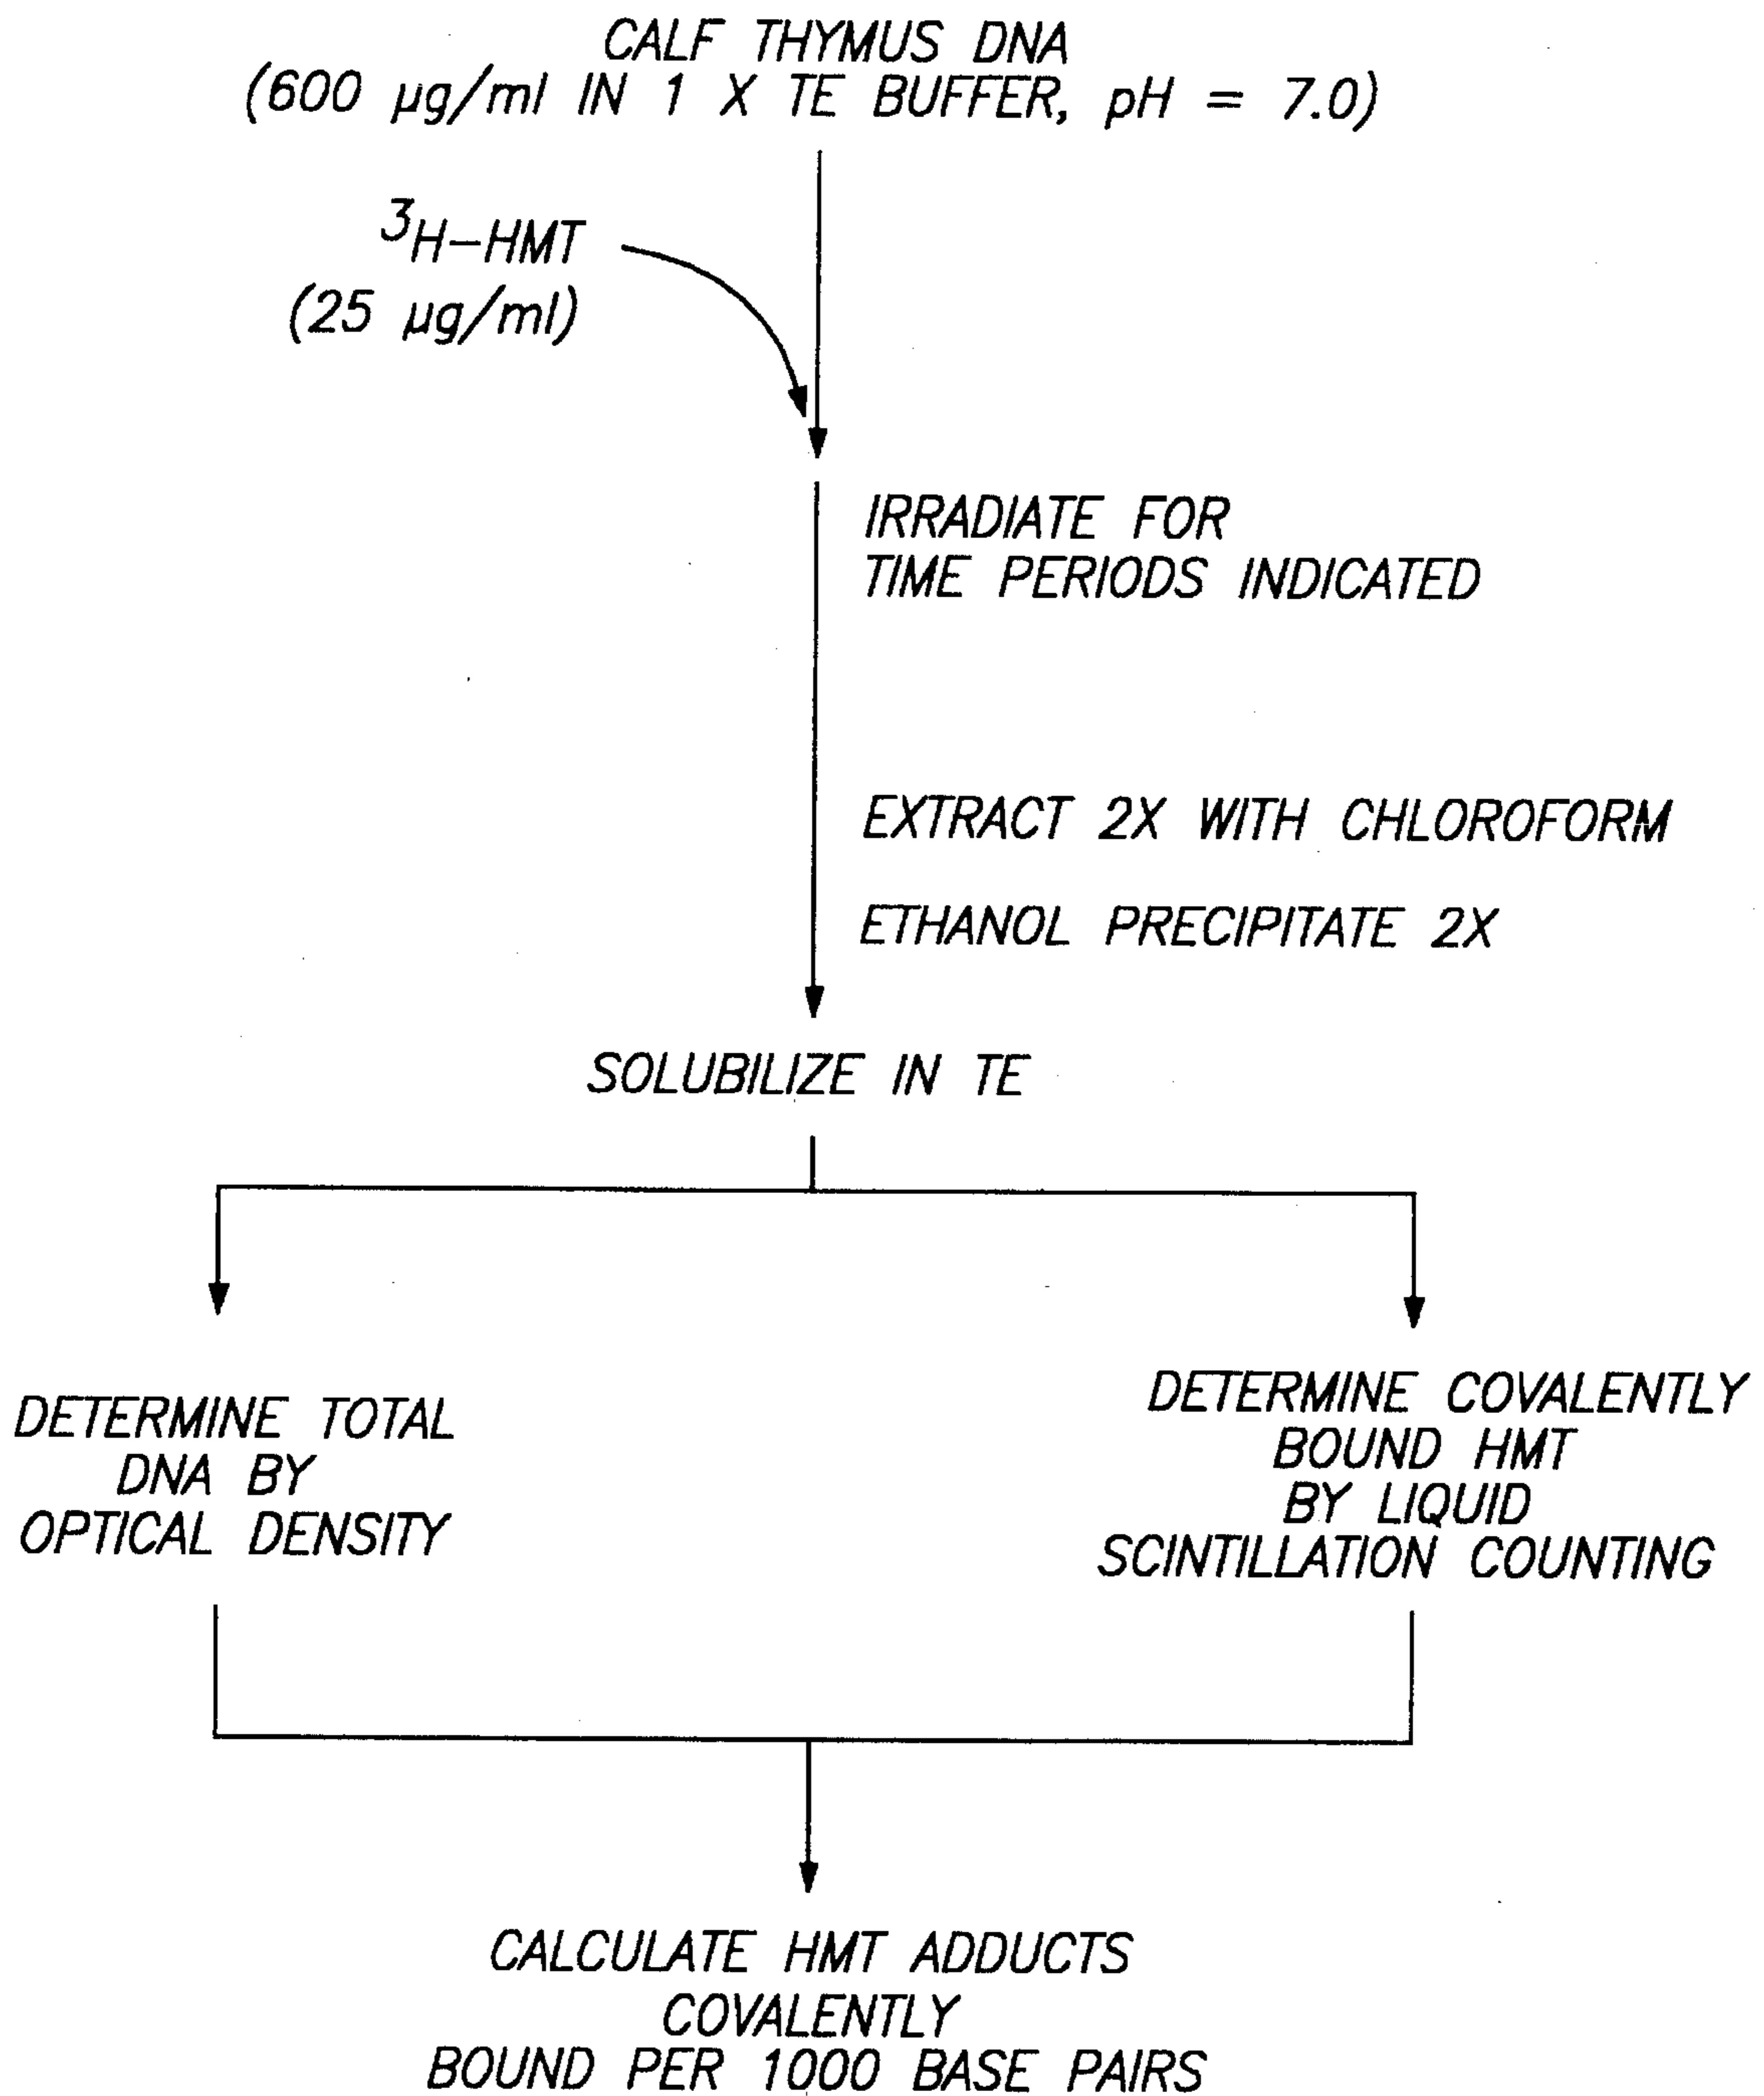 CALF THYMUS DNA
(600 µg/ml IN 1 X TE BUFFER, pH = 7.0)
³H–HMT
(25 µg/ml)
IRRADIATE FOR
TIME PERIODS INDICATED
EXTRACT 2X WITH CHLOROFORM
ETHANOL PRECIPITATE 2X
SOLUBILIZE IN TE
DETERMINE TOTAL
DNA BY
OPTICAL DENSITY
DETERMINE COVALENTLY
BOUND HMT
BY LIQUID
SCINTILLATION COUNTING
CALCULATE HMT ADDUCTS
COVALENTLY
BOUND PER 1000 BASE PAIRS